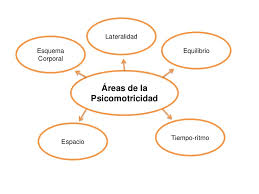 Lateralidad
Esquema
Corporal
Equilibrio
Áreas de la
Psicomotricidad
Espacio
Tiempo-ritmo